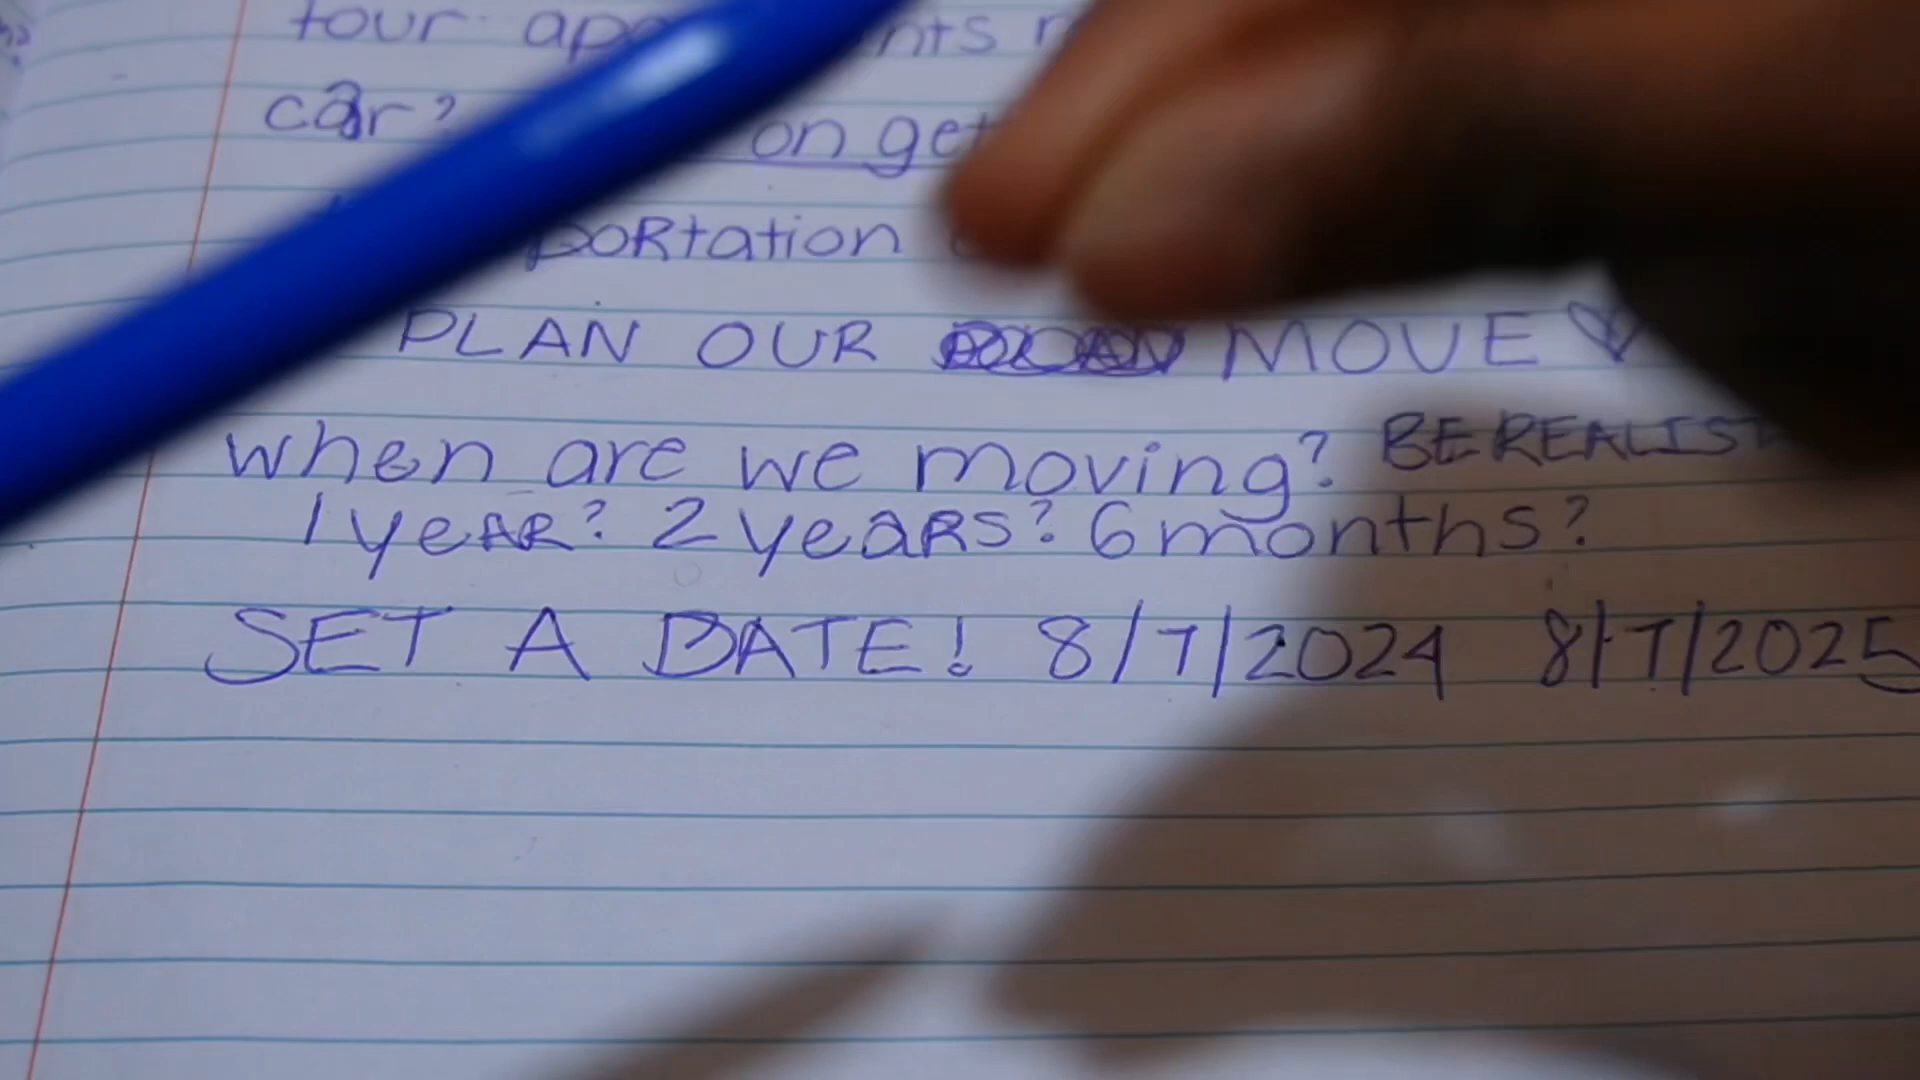 tour
car? on get
portation
PLAN OUR MOVE
when are we moving? BE REALIST
1 year? 2 years? 6 months?
SET A DATE! 8/7/2024 8/7/2025